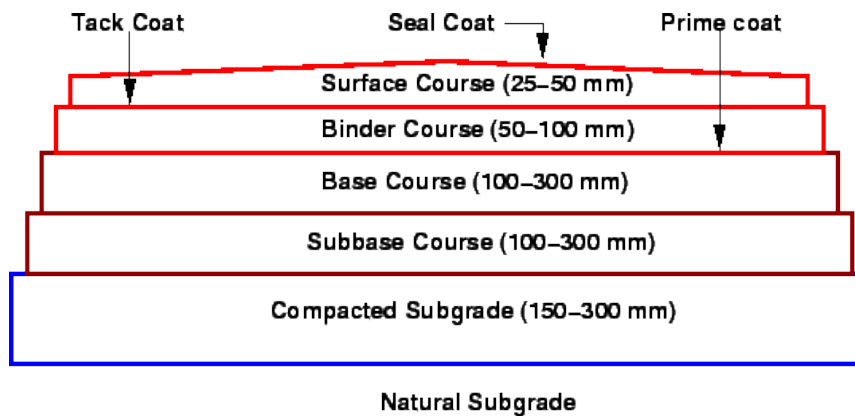 Tack Coat
Seal Coat
Prime coat
Surface Course (25–50 mm)
Binder Course (50–100 mm)
Base Course (100–300 mm)
Subbase Course (100–300 mm)
Compacted Subgrade (150–300 mm)
Natural Subgrade